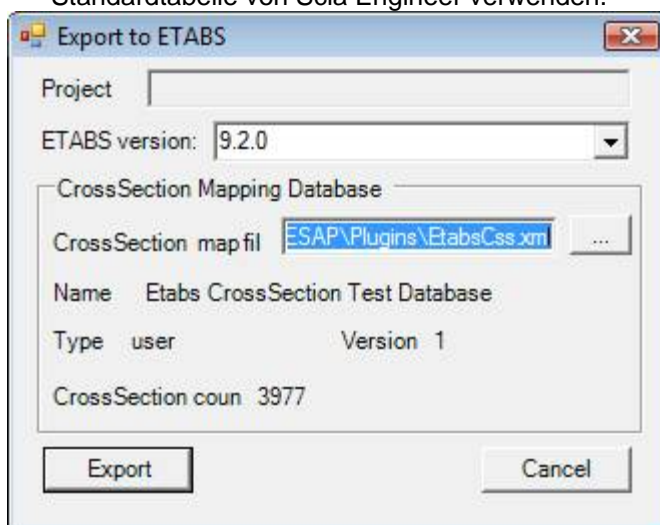 Standardtabelle von Scia Engineer verwenden.
Export to ETABS
Project
ETABS version: 9.2.0
CrossSection Mapping Database
CrossSection map fil ESAP\Plugins\EtabsCss.xml ...
Name Etabs CrossSection Test Database
Type user Version 1
CrossSection coun 3977
Export Cancel